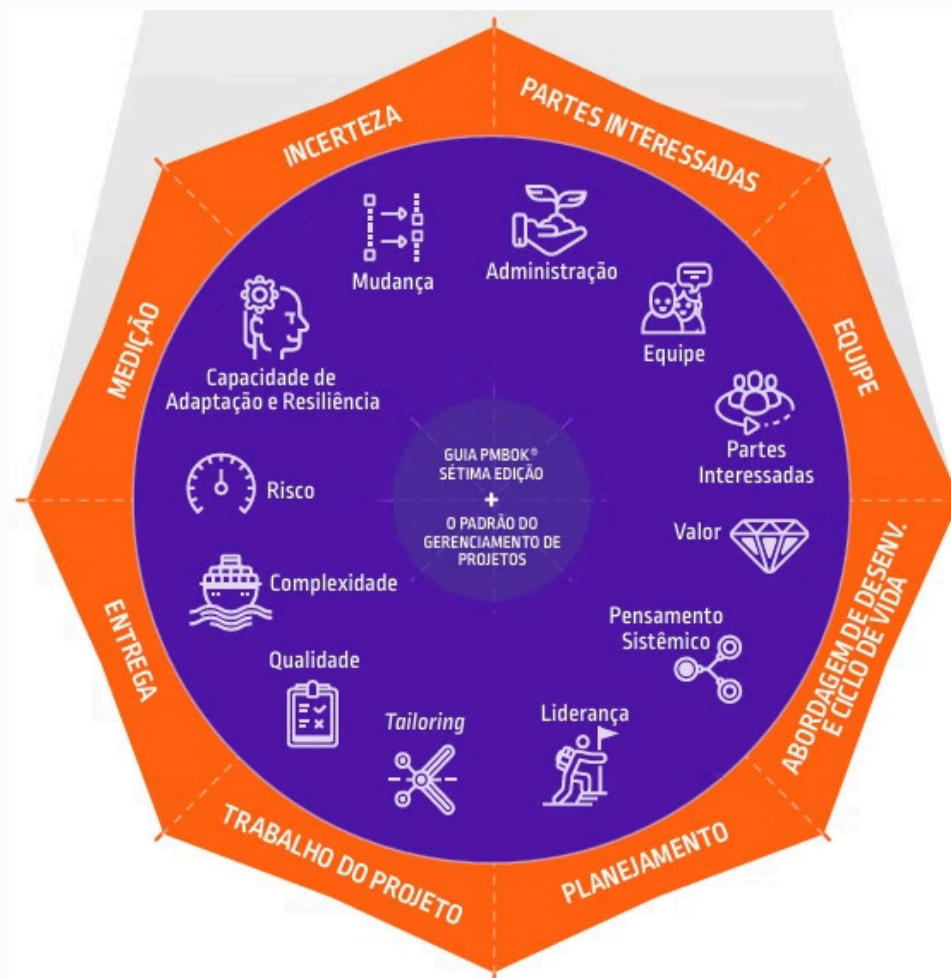 INCERTEZA
PARTES INTERESSADAS
EQUIPE
ABORDAGEM DE DESENV.
E CICLO DE VIDA
PLANEJAMENTO
TRABALHO DO PROJETO
ENTREGA
MEDIÇÃO
Mudança
Administração
Equipe
Partes
Interessadas
Valor
Pensamento
Sistêmico
Liderança
Tailoring
Qualidade
Complexidade
Risco
Capacidade de
Adaptação e Resiliência
GUIA PMBOK®
SÉTIMA EDIÇÃO
+
O PADRÃO DO
GERENCIAMENTO DE
PROJETOS